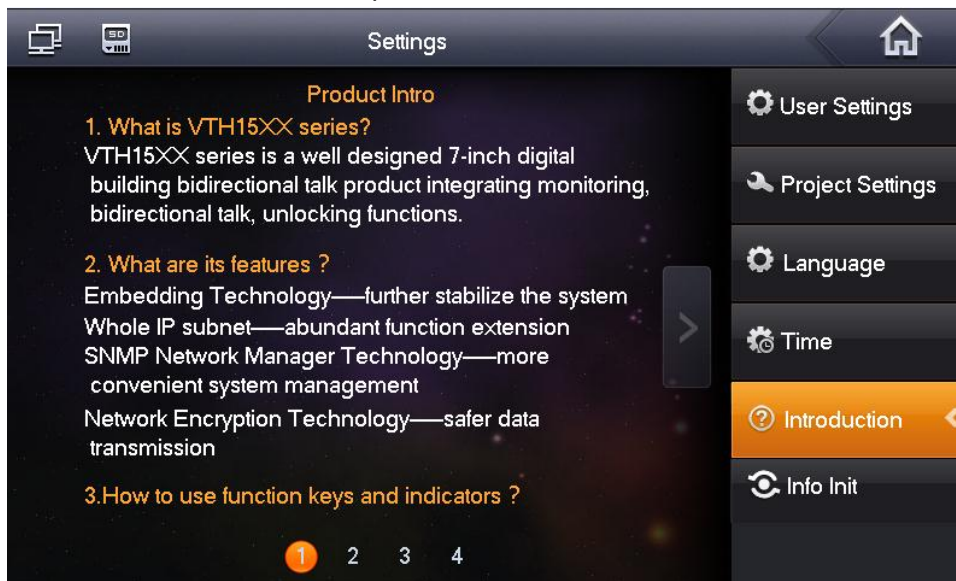 SD
Settings
Product Intro
1. What is VTH15XX series?
VTH15XX series is a well designed 7-inch digital
building bidirectional talk product integrating monitoring,
bidirectional talk, unlocking functions.
2. What are its features ?
Embedding Technology——further stabilize the system
Whole IP subnet——abundant function extension
SNMP Network Manager Technology——more
convenient system management
Network Encryption Technology——safer data
transmission
3.How to use function keys and indicators ?
1 2 3 4
User Settings
Project Settings
Language
Time
Introduction
Info Init